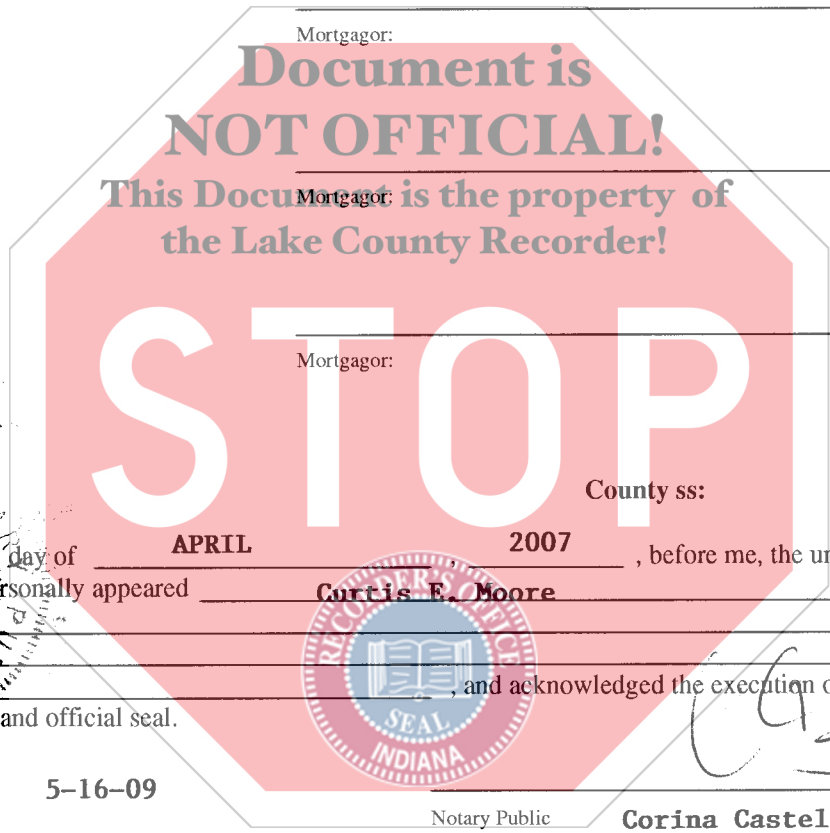 Mortgagor:
Document is
NOT OFFICIAL!
Mortgagor:
This Document is the property of
the Lake County Recorder!
STOP
Mortgagor:
County ss:
day of APRIL , 2007 , before me, the un
rsonally appeared Curtis E. Moore
RECORDER'S OFFICE
, and acknowledged the execution o
SEAL
and official seal.
INDIANA
5-16-09
Notary Public Corina Castel